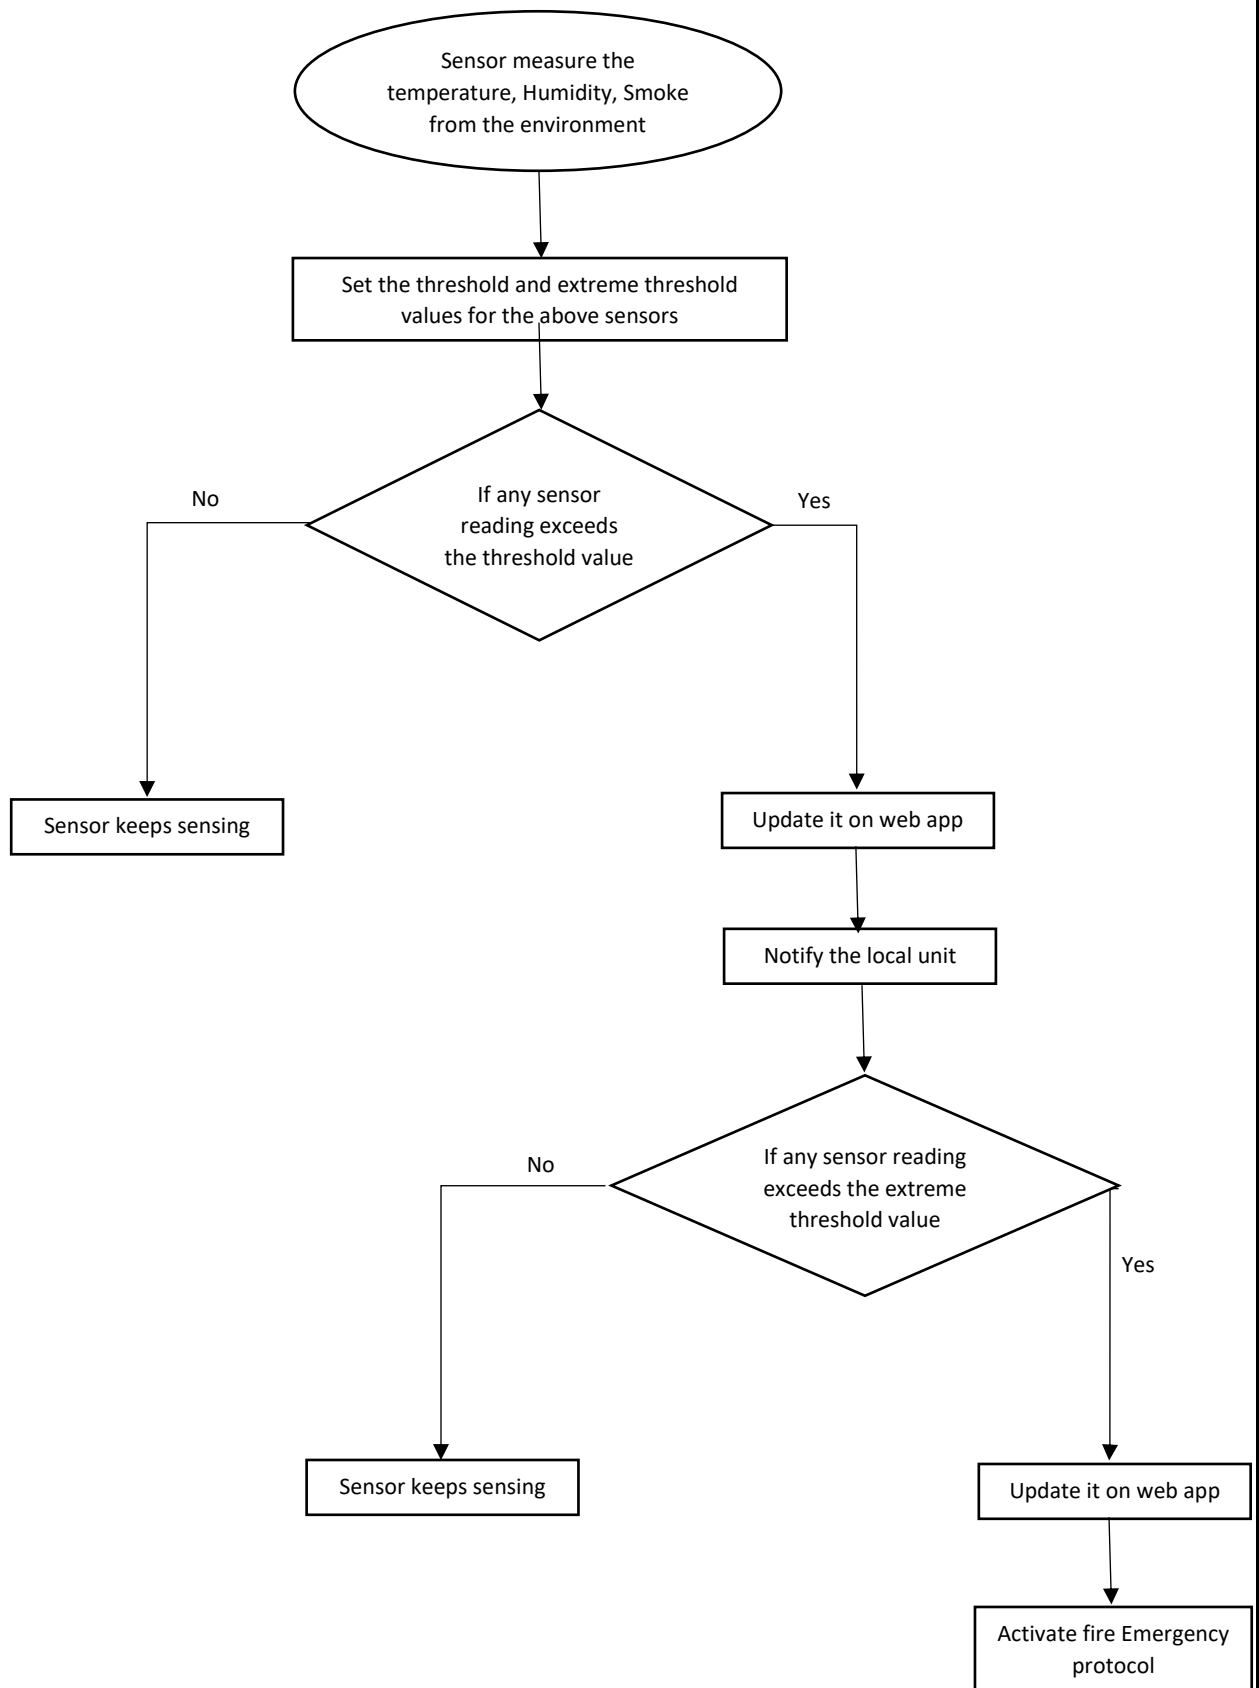 Sensor measure the
temperature, Humidity, Smoke
from the environment
Set the threshold and extreme threshold
values for the above sensors
If any sensor
reading exceeds
the threshold value
No
Yes
Sensor keeps sensing
Update it on web app
Notify the local unit
If any sensor reading
exceeds the extreme
threshold value
No
Yes
Sensor keeps sensing
Update it on web app
Activate fire Emergency
protocol